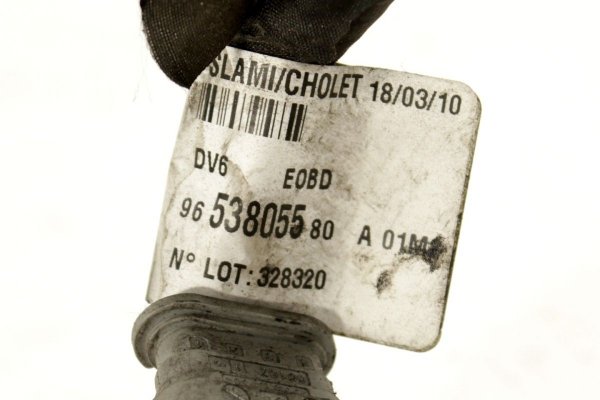 SLAMI/CHOLET 18/03/10
DV6 EOBD
96 538055 80 A 01M
N° LOT: 328320